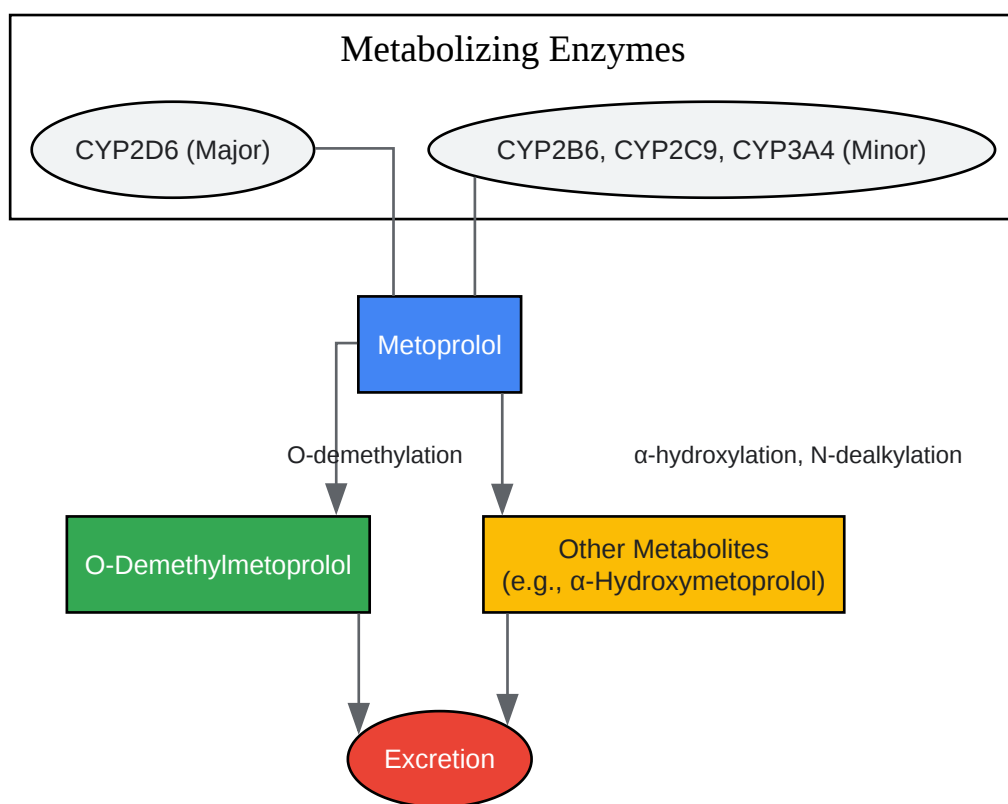 Metabolizing Enzymes
CYP2D6 (Major)
CYP2B6, CYP2C9, CYP3A4 (Minor)
Metoprolol
O-demethylation
α-hydroxylation, N-dealkylation
O-Demethylmetoprolol
Other Metabolites
(e.g., α-Hydroxymetoprolol)
Excretion